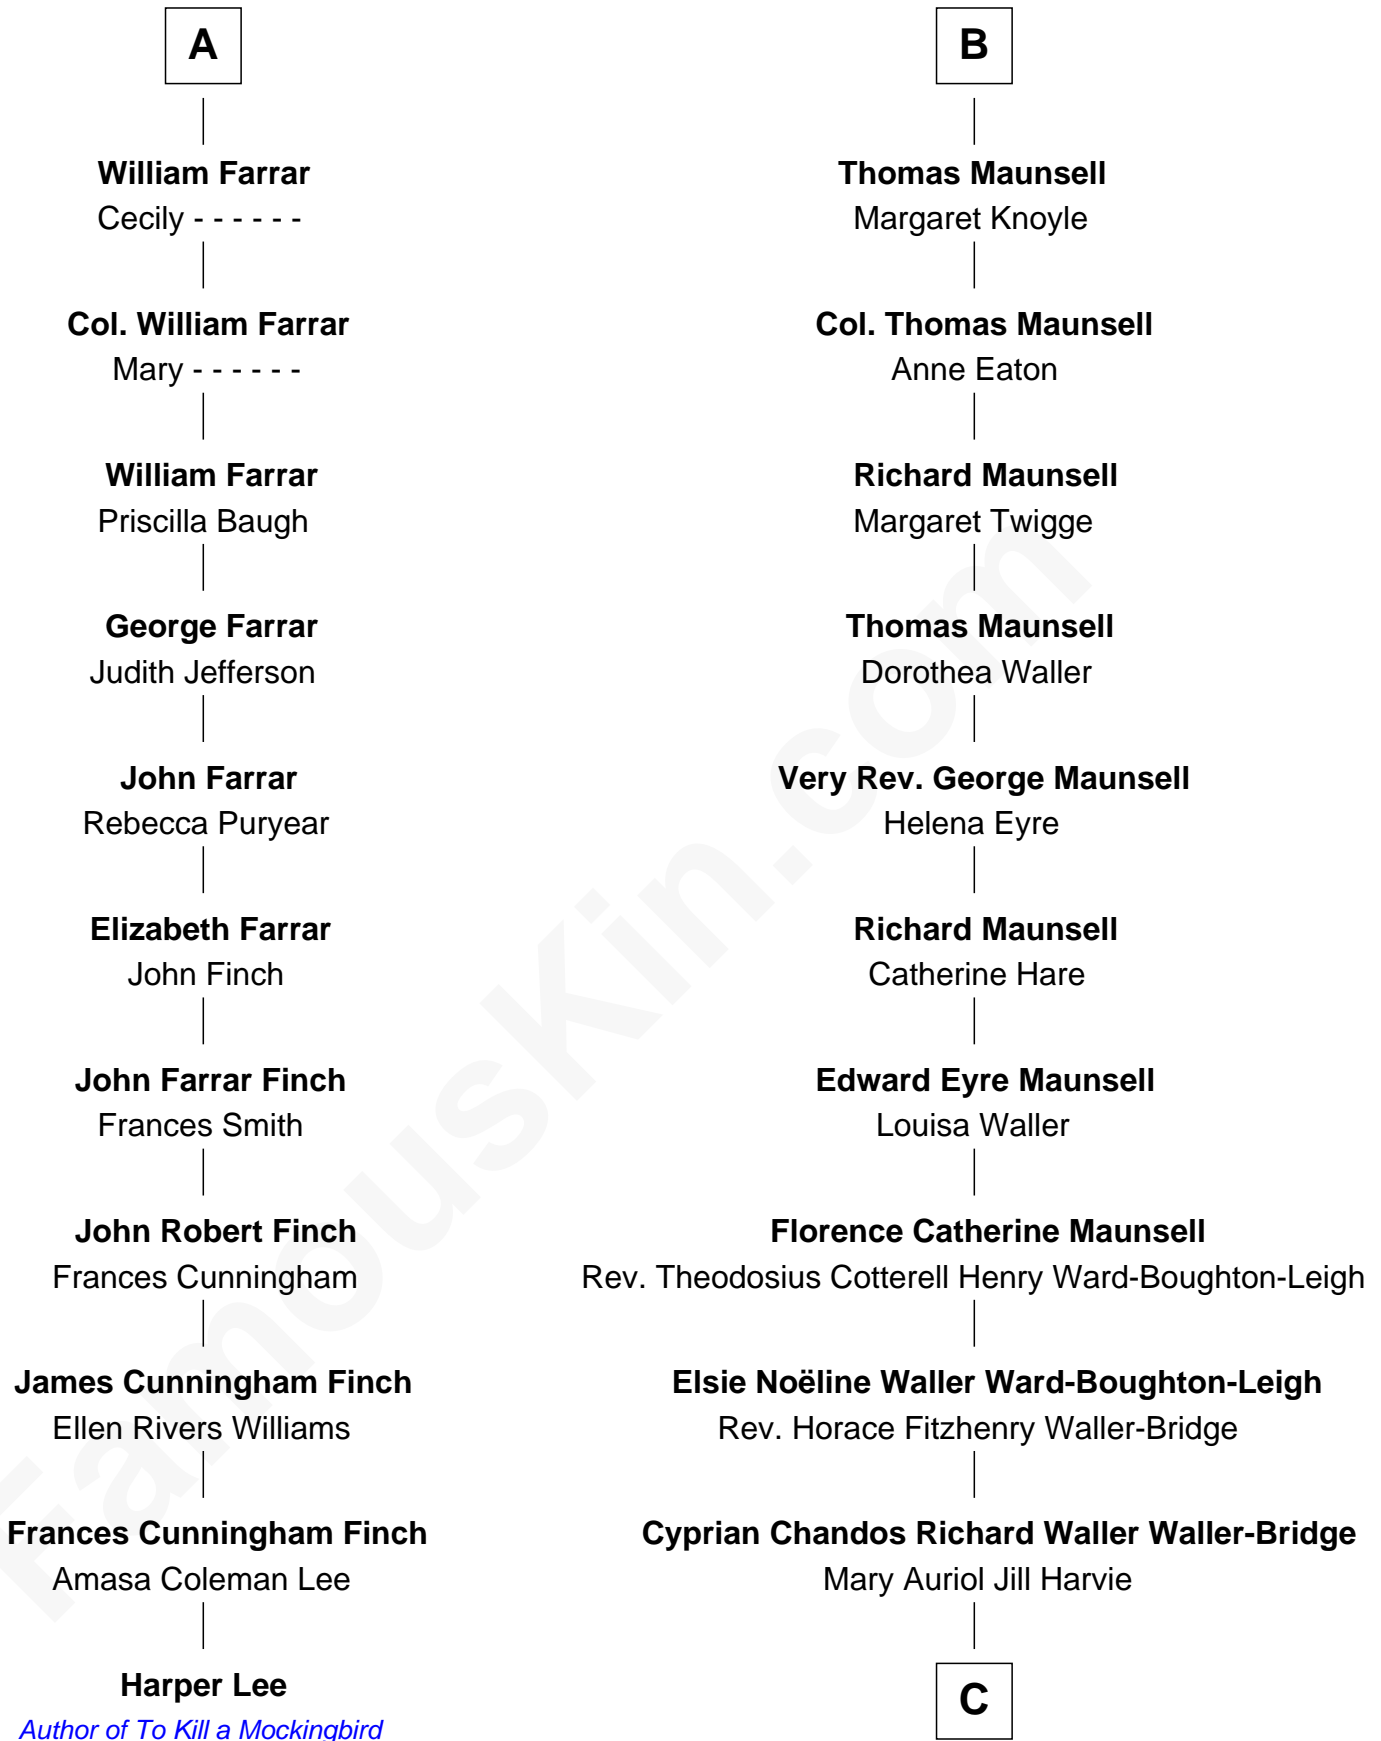 A
William Farrar
Cecily - - - - - -
Col. William Farrar
Mary - - - - - -
William Farrar
Priscilla Baugh
George Farrar
Judith Jefferson
John Farrar
Rebecca Puryear
Elizabeth Farrar
John Finch
John Farrar Finch
Frances Smith
John Robert Finch
Frances Cunningham
James Cunningham Finch
Ellen Rivers Williams
Frances Cunningham Finch
Amasa Coleman Lee
Harper Lee
Author of To Kill a Mockingbird
B
Thomas Maunsell
Margaret Knoyle
Col. Thomas Maunsell
Anne Eaton
Richard Maunsell
Margaret Twigge
Thomas Maunsell
Dorothea Waller
Very Rev. George Maunsell
Helena Eyre
Richard Maunsell
Catherine Hare
Edward Eyre Maunsell
Louisa Waller
Florence Catherine Maunsell
Rev. Theodosius Cotterell Henry Ward-Boughton-Leigh
Elsie Noëline Waller Ward-Boughton-Leigh
Rev. Horace Fitzhenry Waller-Bridge
Cyprian Chandos Richard Waller Waller-Bridge
Mary Auriol Jill Harvie
C
FamousKin.com